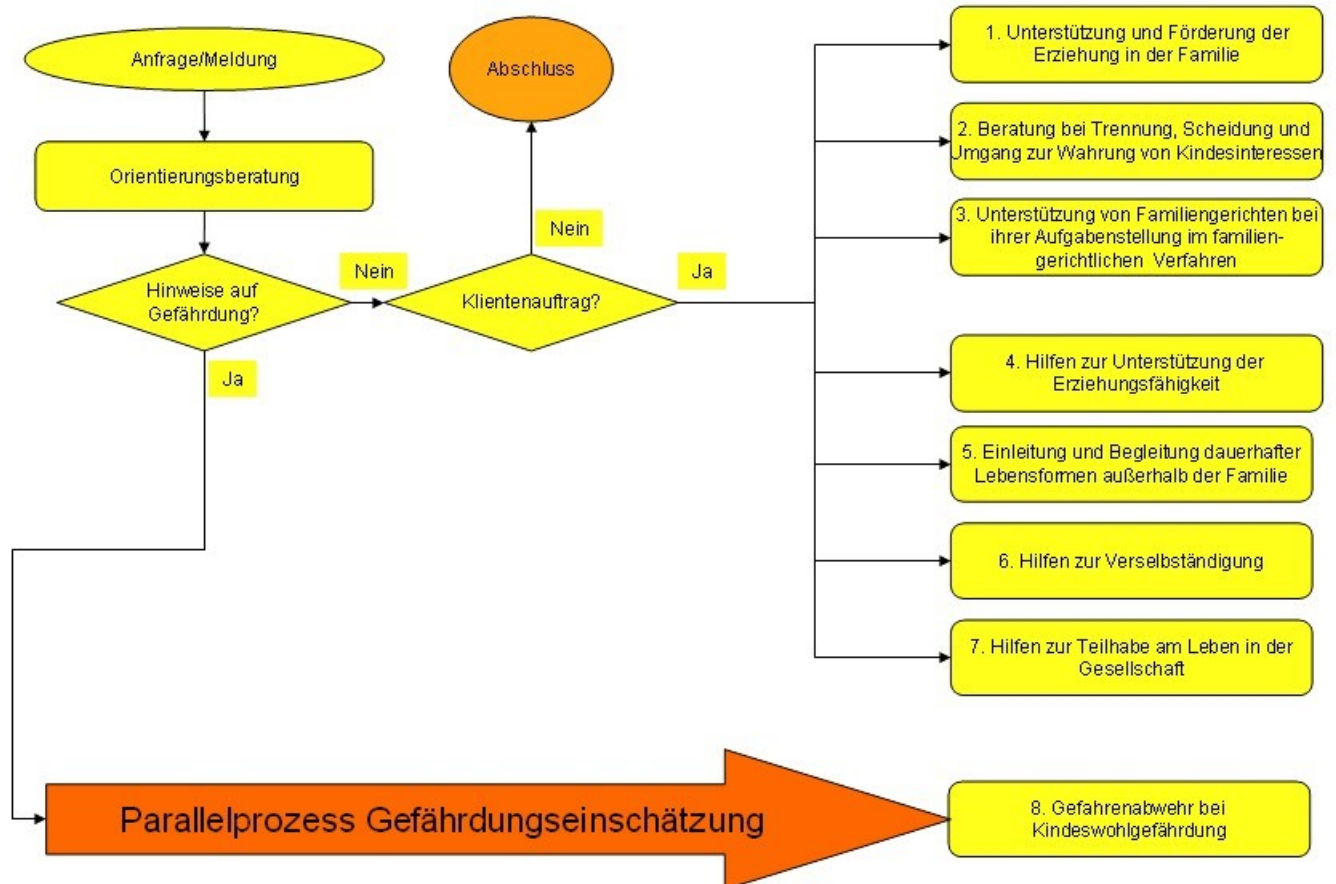 Anfrage/Meldung
Orientierungsberatung
Hinweise auf
Gefährdung?
Nein
Ja
Klientenauftrag?
Nein
Abschluss
Ja
1. Unterstützung und Förderung der
Erziehung in der Familie
2. Beratung bei Trennung, Scheidung und
Umgang zur Wahrung von Kindesinteressen
3. Unterstützung von Familiengerichten bei
ihrer Aufgabenstellung im familien-
gerichtlichen Verfahren
4. Hilfen zur Unterstützung der
Erziehungsfähigkeit
5. Einleitung und Begleitung dauerhafter
Lebensformen außerhalb der Familie
6. Hilfen zur Verselbständigung
7. Hilfen zur Teilhabe am Leben in der
Gesellschaft
Parallelprozess Gefährdungseinschätzung
8. Gefahrenabwehr bei
Kindeswohlgefährdung